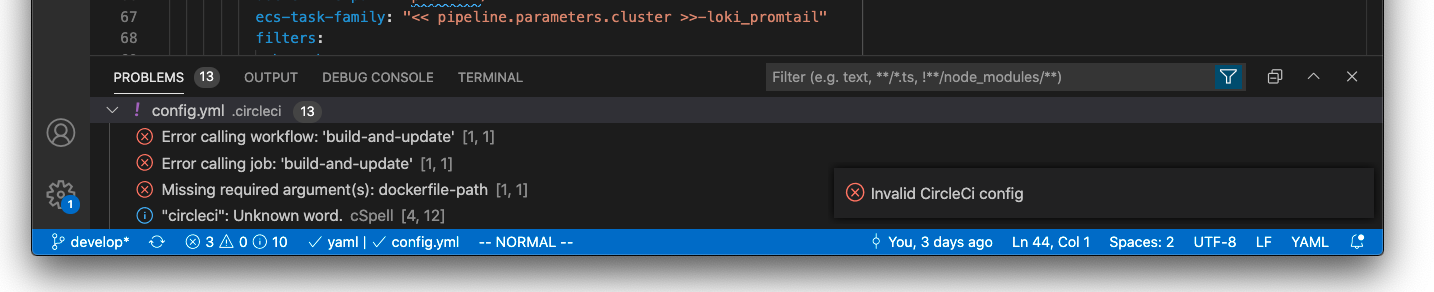 67 ecs-task-family: "<< pipeline.parameters.cluster >>-loki_promtail"
68 filters:
PROBLEMS 13 OUTPUT DEBUG CONSOLE TERMINAL Filter (e.g. text, **/*.ts, !**/node_modules/**)
! config.yml .circleci 13
Error calling workflow: 'build-and-update' [1, 1]
Error calling job: 'build-and-update' [1, 1]
Missing required argument(s): dockerfile-path [1, 1]
Invalid CircleCi config
"circleci": Unknown word. cSpell [4, 12]
1
develop* 3 0 10 yaml | config.yml -- NORMAL -- You, 3 days ago Ln 44, Col 1 Spaces: 2 UTF-8 LF YAML